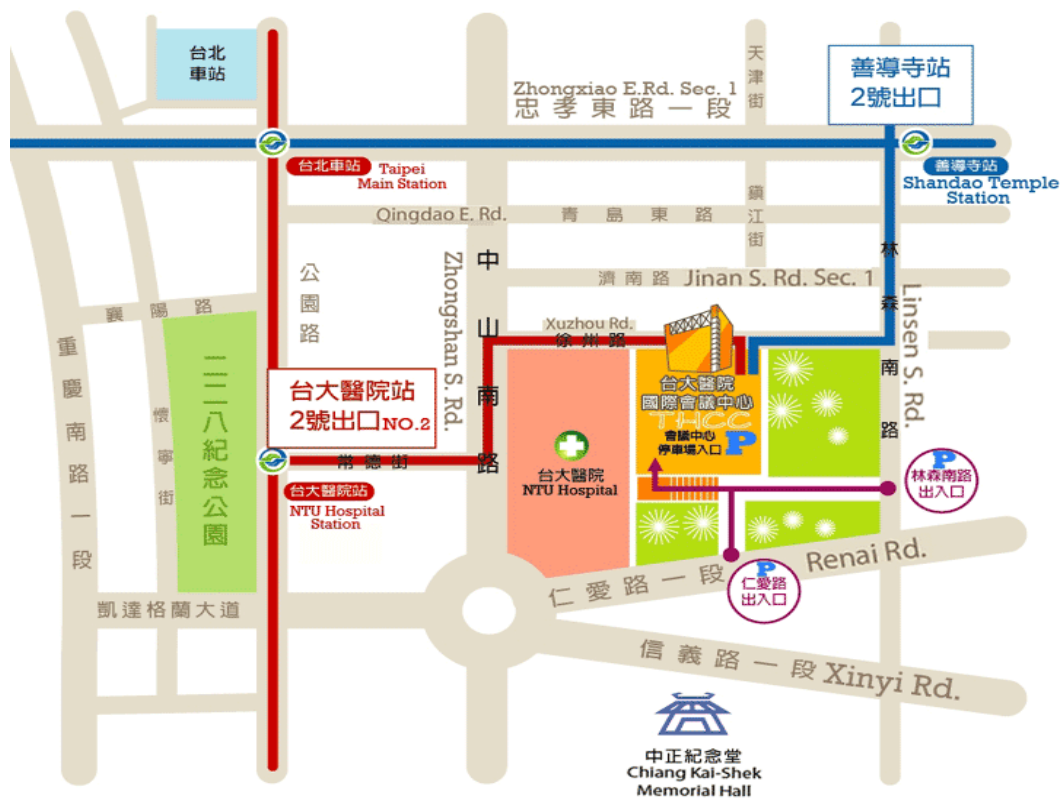 台北
車站
天津街
善導寺站
2號出口
Zhongxiao E.Rd. Sec. 1
忠孝東路一段
台北車站
Taipei
Main Station
善導寺站
Shandao Temple
Station
Qingdao E. Rd.
青島東路
鎮江街
林森南路
Linsen S. Rd.
公園路
中山南路
Zhongshan S. Rd.
濟南路 Jinan S. Rd. Sec. 1
襄陽路
重慶南路一段
Xuzhou Rd.
徐州路
二二八紀念公園
懷寧街
台大醫院站
2號出口NO.2
台大醫院
國際會議中心
THCC
會議中心
停車場入口
P
常德街
台大醫院
NTU Hospital
台大醫院站
NTU Hospital
Station
P
林森南路
出入口
P
仁愛路
出入口
仁愛路一段 Renai Rd.
凱達格蘭大道
信義路一段 Xinyi Rd.
中正紀念堂
Chiang Kai-Shek
Memorial Hall